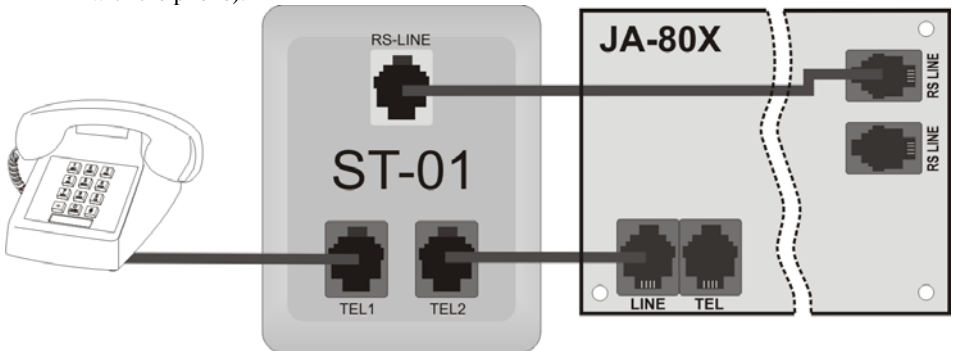 RS-LINE
JA-80X
RS LINE
RS LINE
ST-01
TEL1
TEL2
LINE
TEL